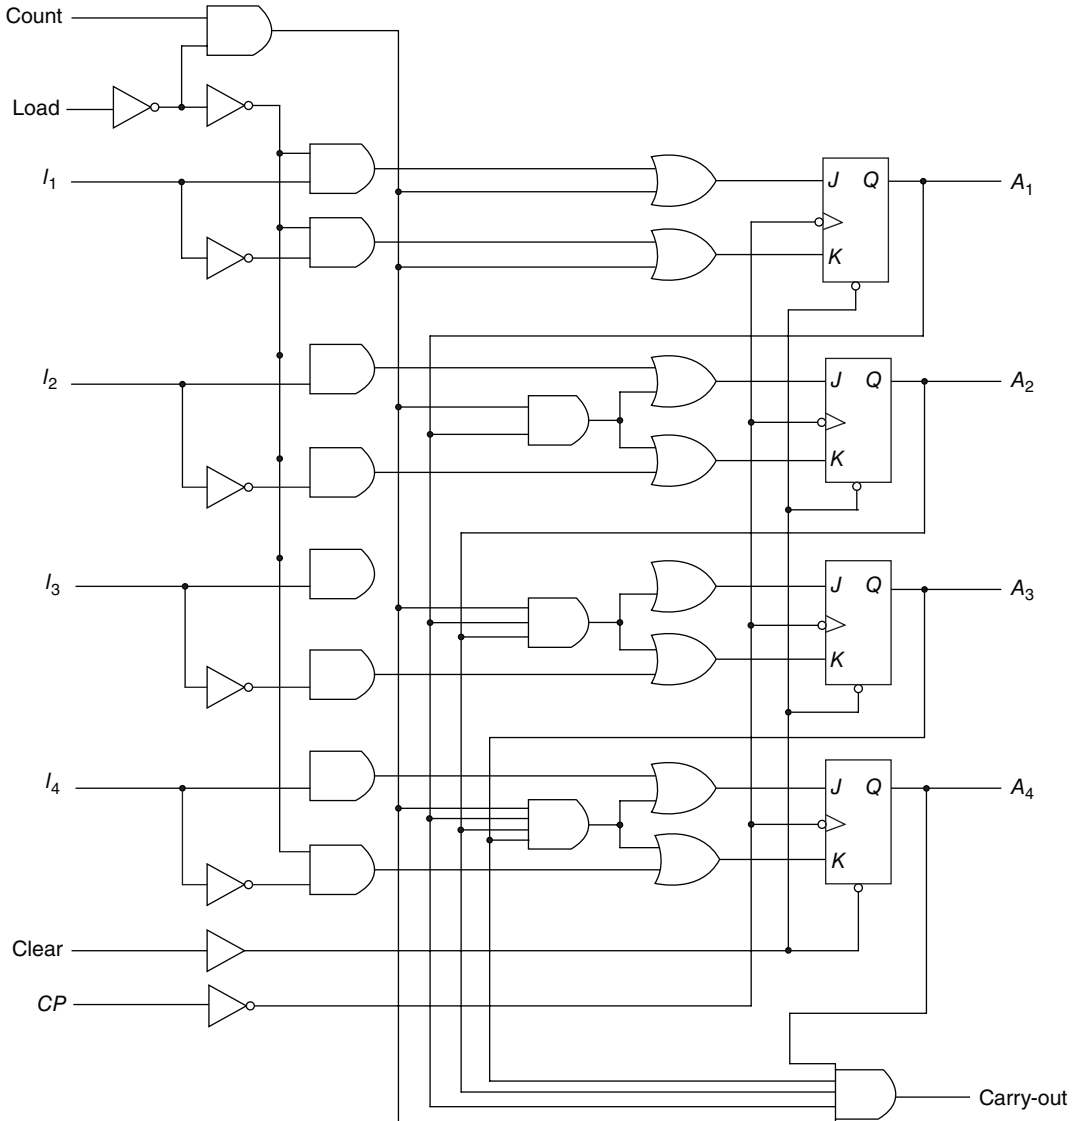 Count
Load
I1
J Q
A1
K
I2
J Q
A2
K
I3
J Q
A3
K
I4
J Q
A4
K
Clear
CP
Carry-out